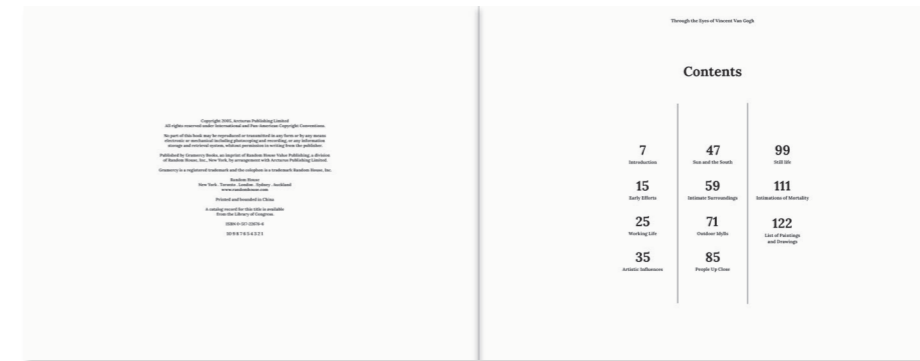 Copyright 2005, Arcturus Publishing Limited
All rights reserved under International and Pan-American Copyright Conventions.
No part of this book may be reproduced or transmitted in any form or by any means
electronic or mechanical including photocopying and recording, or any information
storage and retrieval system, without permission in writing from the publisher.
Published by Gramercy Books, an imprint of Random House Value Publishing, a division
of Random House, Inc., New York, by arrangement with Arcturus Publishing Limited.
Gramercy is a registered trademark and the colophon is a trademark Random House, Inc.
Random House
New York . Toronto . London . Sydney . Auckland
www.randomhouse.com
Printed and bounded in China
A catalog record for this title is available
from the Library of Congress.
10 9 8 7 6 5 4 3 2 1
Through the Eyes of Vincent Van Gogh
Contents
7
Introduction
15
Early Efforts
25
Working Life
35
Artistic Influences
47
Sun and the South
59
Intimate Surroundings
71
Outdoor Idylls
85
People Up Close
99
Still life
111
Intimations of Mortality
122
List of Paintings
and Drawings